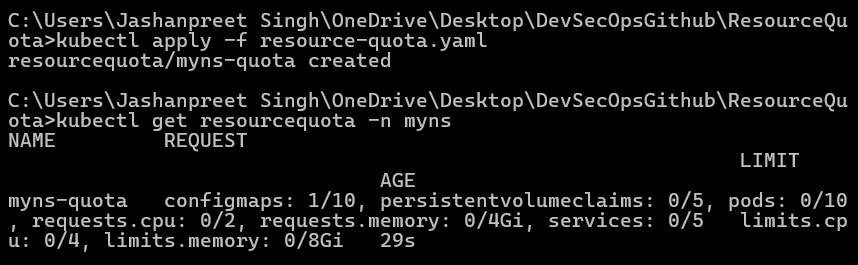 C:\Users\Jashanpreet Singh\OneDrive\Desktop\DevSecOpsGithub\ResourceQu
ota>kubectl apply -f resource-quota.yaml
resourcequota/myns-quota created
C:\Users\Jashanpreet Singh\OneDrive\Desktop\DevSecOpsGithub\ResourceQu
ota>kubectl get resourcequota -n myns
NAME         REQUEST
LIMIT
AGE
myns-quota   configmaps: 1/10, persistentvolumeclaims: 0/5, pods: 0/10
, requests.cpu: 0/2, requests.memory: 0/4Gi, services: 0/5   limits.cp
u: 0/4, limits.memory: 0/8Gi   29s